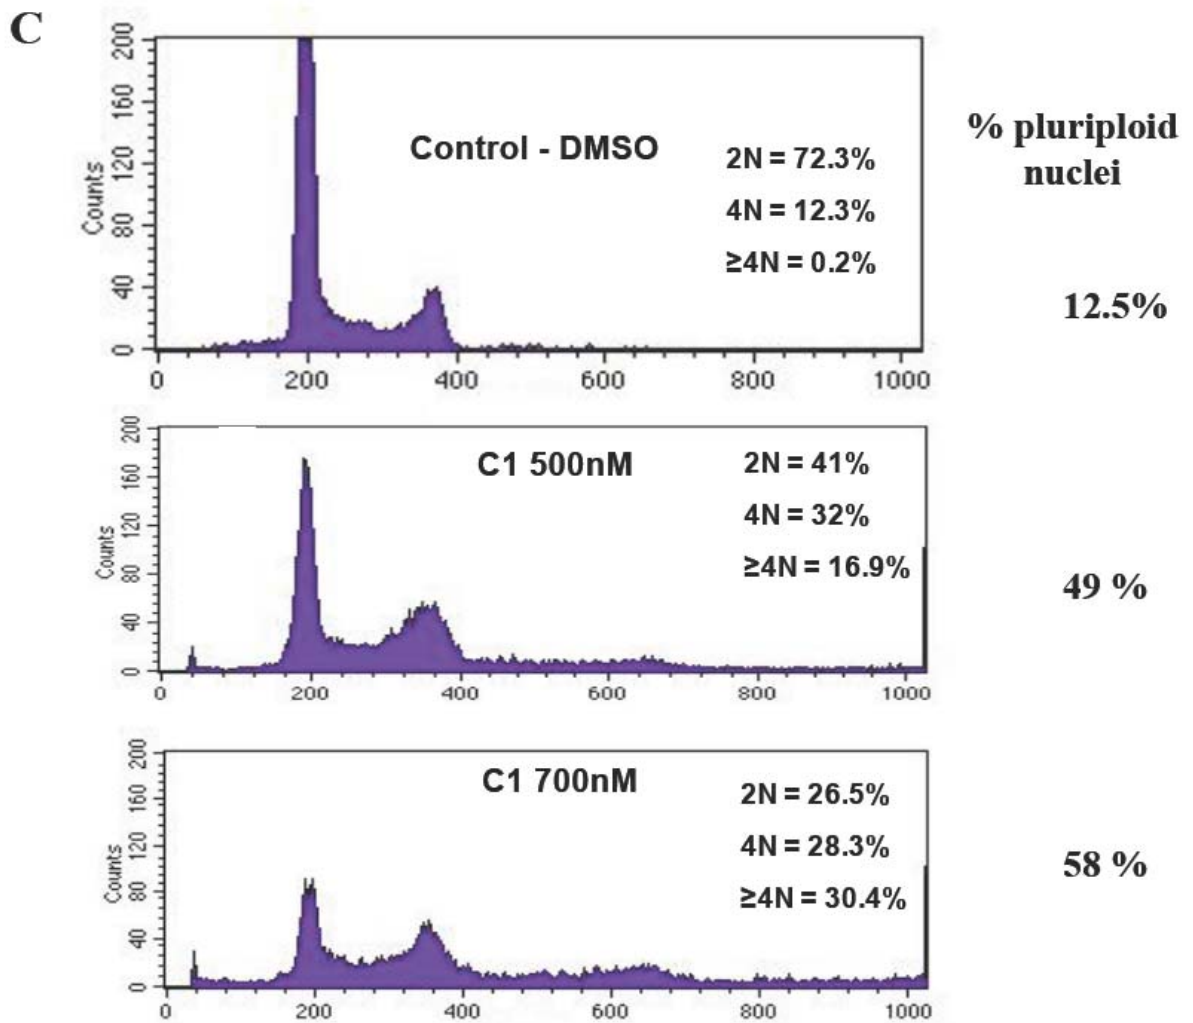 C
200
160
120
80
40
0
Counts
Control - DMSO
2N = 72.3%
4N = 12.3%
≥4N = 0.2%
% pluriploid
nuclei
12.5%
0 200 400 600 800 1000
200
160
120
80
40
0
Counts
C1 500nM
2N = 41%
4N = 32%
≥4N = 16.9%
49 %
0 200 400 600 800 1000
200
160
120
80
40
0
Counts
C1 700nM
2N = 26.5%
4N = 28.3%
≥4N = 30.4%
58 %
0 200 400 600 800 1000